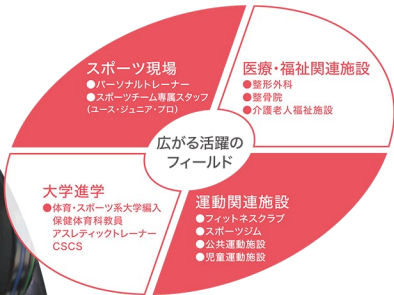 スポーツ現場
●パーソナルトレーナー
●スポーツチーム専属スタッフ
(ユース・ジュニア・プロ)
医療・福祉関連施設
●整形外科
●整骨院
●介護老人福祉施設
広がる活躍の
フィールド
大学進学
●体育・スポーツ系大学編入
保健体育科教員
アスレティックトレーナー
CSCS
運動関連施設
●フィットネスクラブ
●スポーツジム
●公共運動施設
●児童運動施設